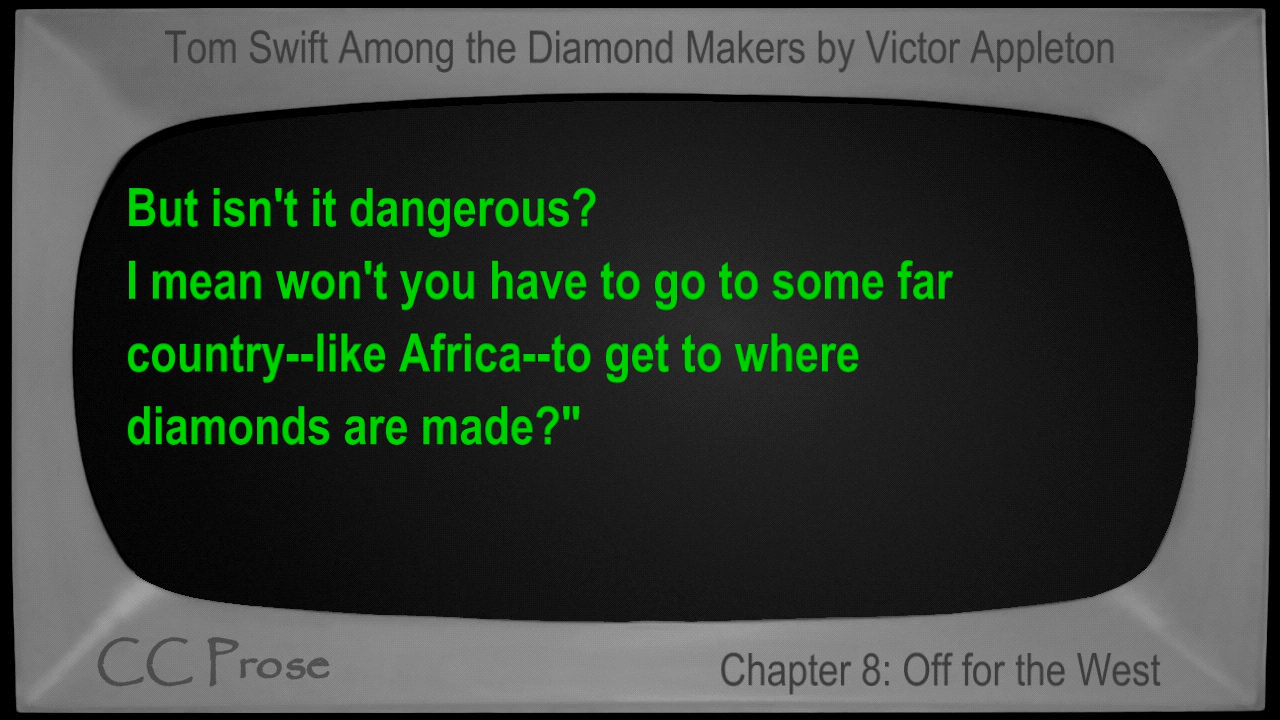 Tom Swift Among the Diamond Makers by Victor Appleton
But isn't it dangerous?
I mean won't you have to go to some far
country--like Africa--to get to where
diamonds are made?"
CC Prose
Chapter 8: Off for the West